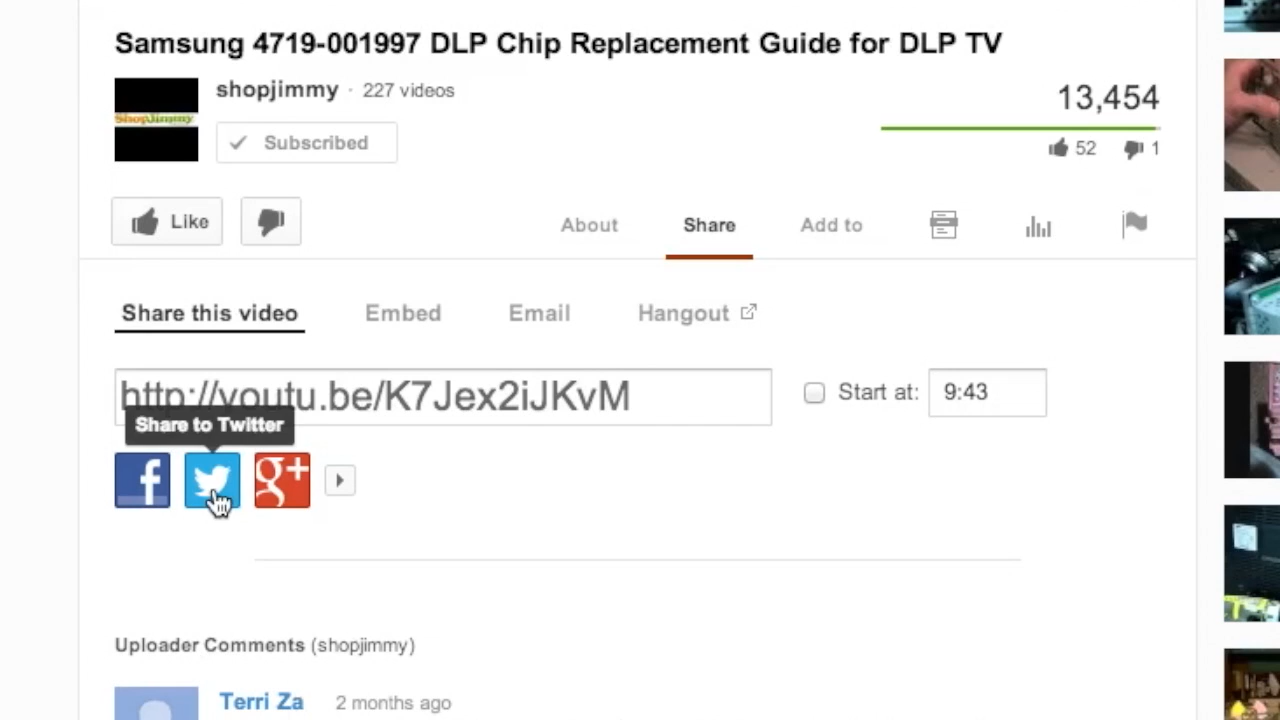 Samsung 4719-001997 DLP Chip Replacement Guide for DLP TV
shopjimmy · 227 videos
ShopJimmy
Subscribed
13,454
52 1
Like
About Share Add to
Share this video Embed Email Hangout
http://youtu.be/K7Jex2iJKvM
Start at: 9:43
Share to Twitter
f g+
Uploader Comments (shopjimmy)
Terri Za 2 months ago